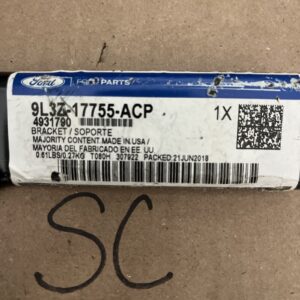 Ford
FORD PARTS
9L3Z-17755-ACP
1X
4931790
BRACKET / SOPORTE
MAJORITY CONTENT MADE IN USA /
MAYORIA DEL FABRICADO EN EE. UU
0.61LBS/0.27KG T080H 307922 PACKED 21JUN2018
SC